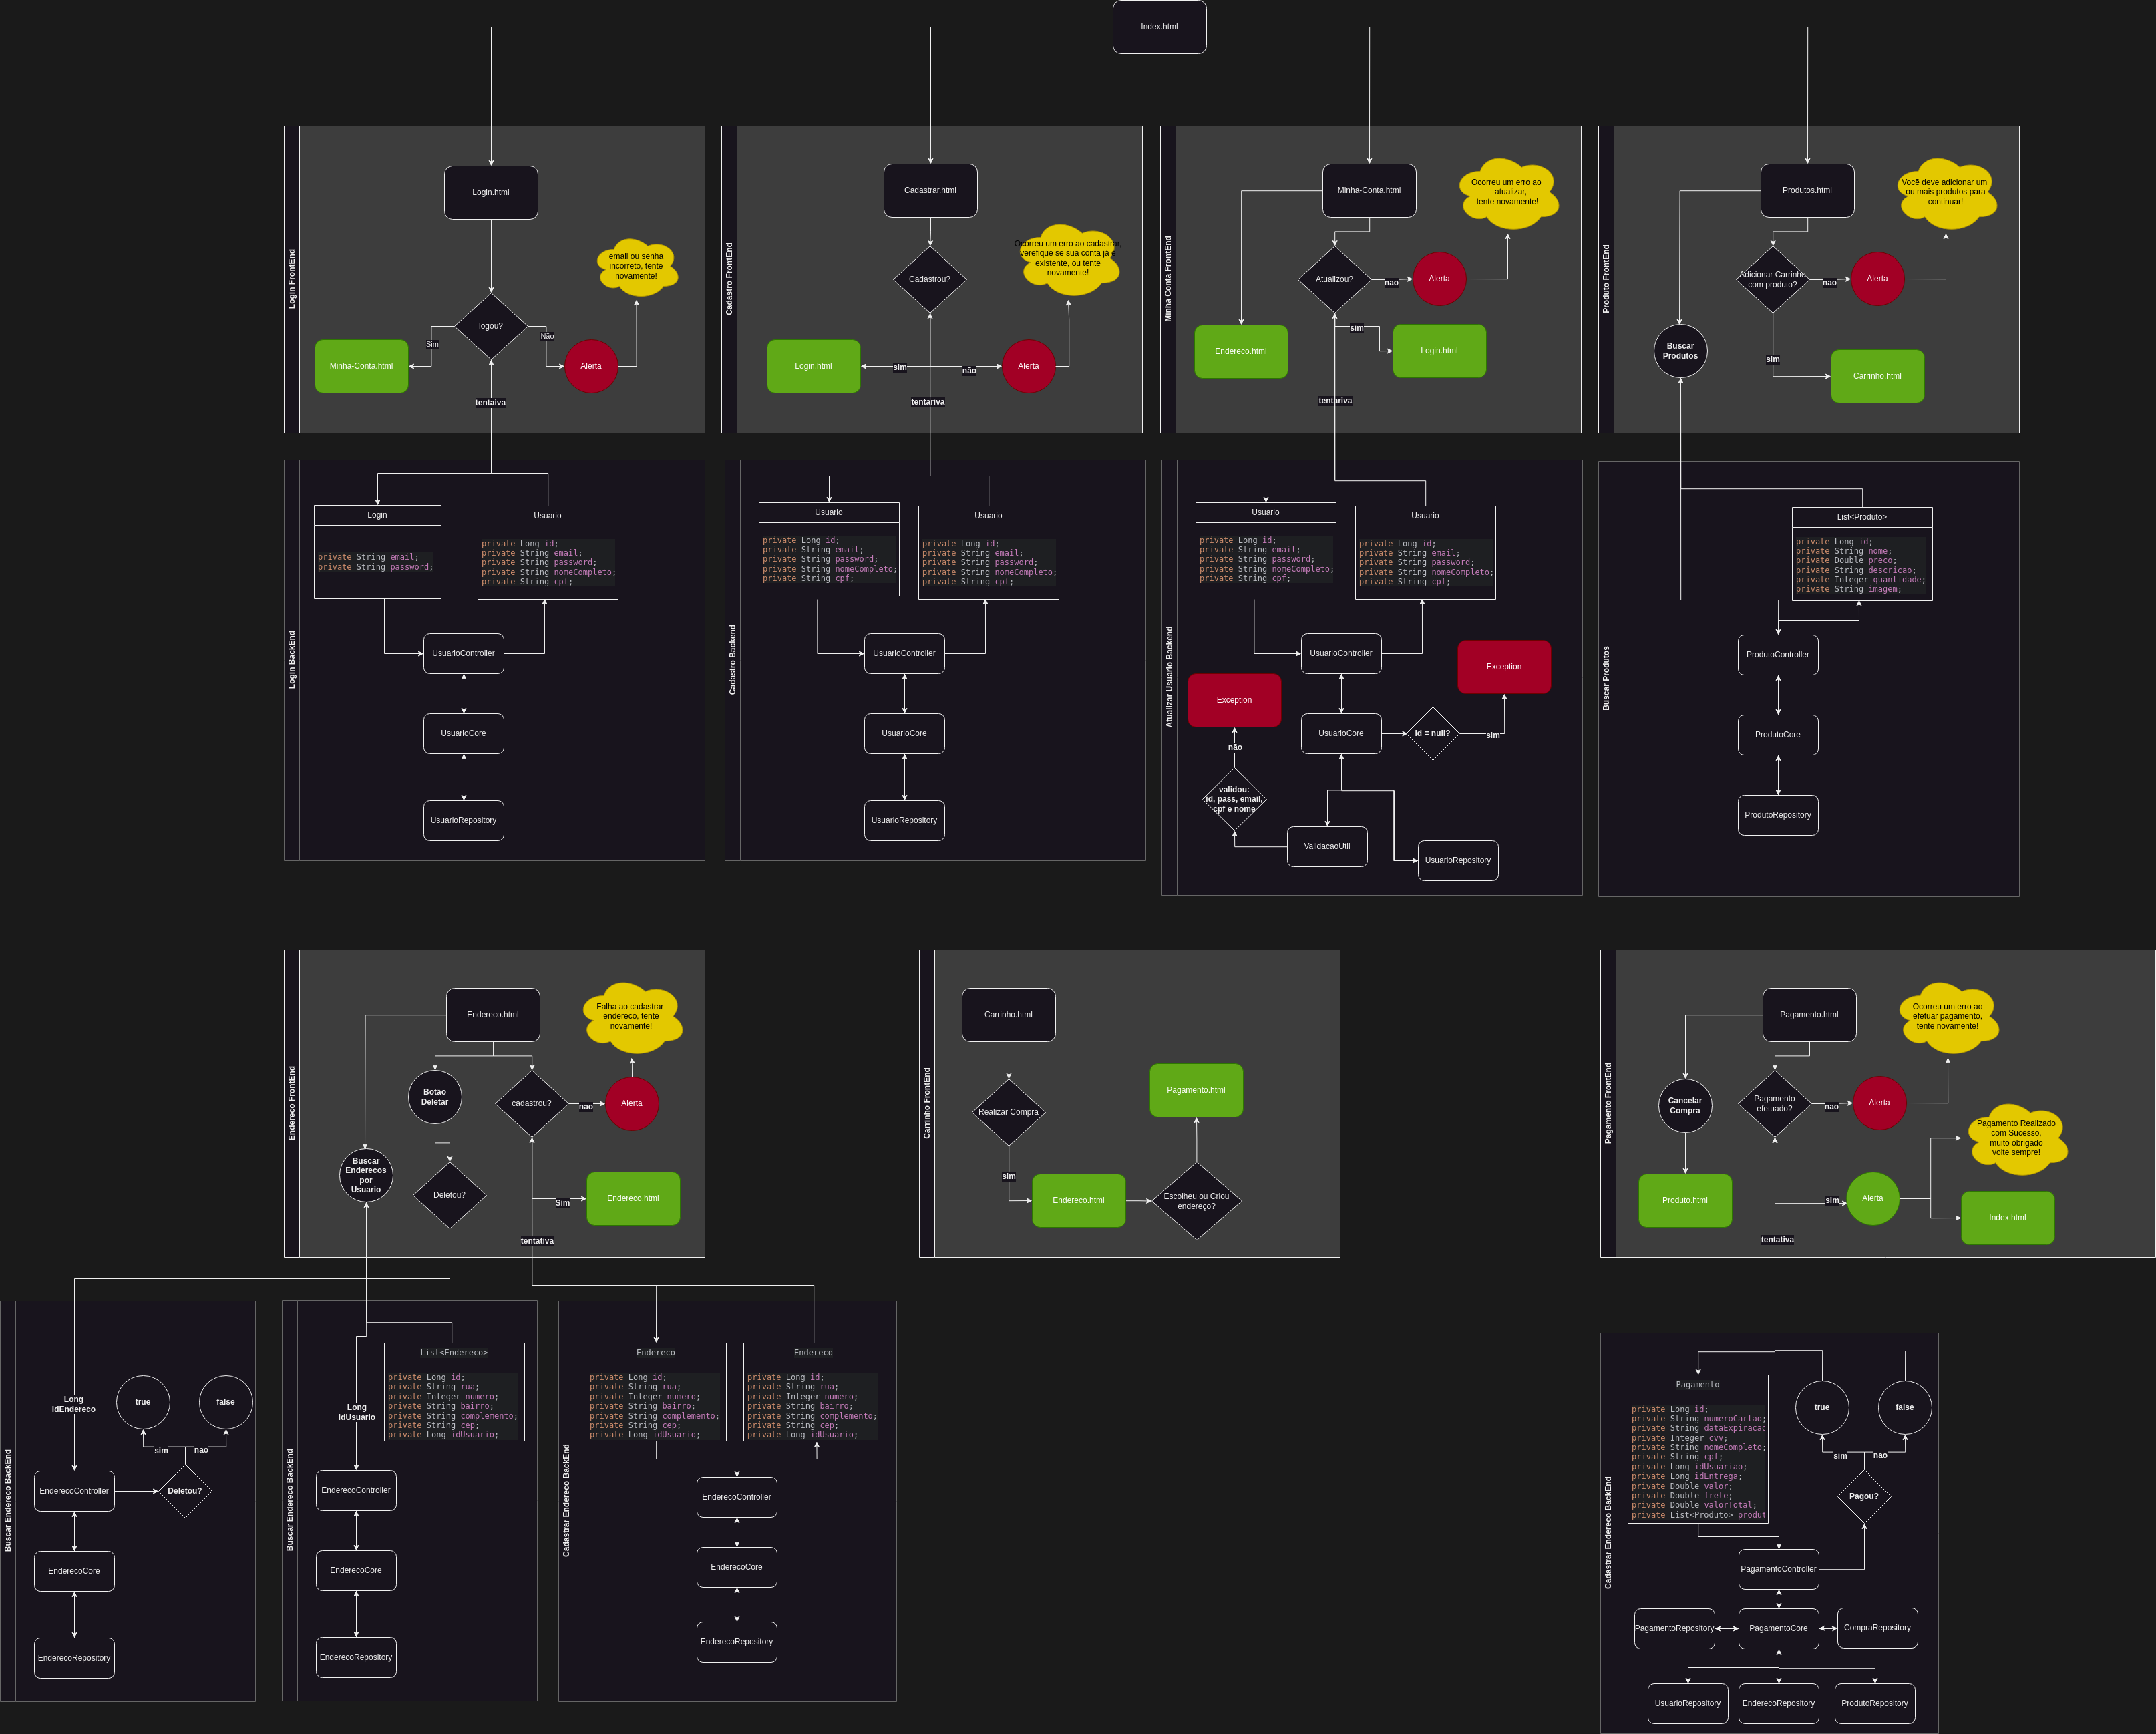 Index.html
Login FrontEnd
Login.html
logou?
Sim
Não
Minha-Conta.html
Alerta
email ou senha
incorreto, tente
novamente!
tentaiva
Cadastro FrontEnd
Cadastrar.html
Cadastrou?
Ocorreu um erro ao cadastrar,
verefique se sua conta já é
existente, ou tente
novamente!
Login.html
sim
não
Alerta
tentariva
Minha Conta FrontEnd
Minha-Conta.html
Ocorreu um erro ao
atualizar,
tente novamente!
Atualizou?
nao
Alerta
Endereco.html
sim
Login.html
tentariva
Produto FrontEnd
Produtos.html
Você deve adicionar um
ou mais produtos para
continuar!
Adicionar Carrinho
com produto?
nao
Alerta
Buscar
Produtos
sim
Carrinho.html
Login BackEnd
Login
private String email;
private String password;
Usuario
private Long id;
private String email;
private String password;
private String nomeCompleto;
private String cpf;
UsuarioController
UsuarioCore
UsuarioRepository
Cadastro Backend
Usuario
private Long id;
private String email;
private String password;
private String nomeCompleto;
private String cpf;
Usuario
private Long id;
private String email;
private String password;
private String nomeCompleto;
private String cpf;
UsuarioController
UsuarioCore
UsuarioRepository
Atualizar Usuario Backend
Usuario
private Long id;
private String email;
private String password;
private String nomeCompleto;
private String cpf;
Usuario
private Long id;
private String email;
private String password;
private String nomeCompleto;
private String cpf;
UsuarioController
Exception
Exception
UsuarioCore
id = null?
sim
não
validou:
id, pass, email,
cpf e nome
ValidacaoUtil
UsuarioRepository
Buscar Produtos
List<Produto>
private Long id;
private String nome;
private Double preco;
private String descricao;
private Integer quantidade;
private String imagem;
ProdutoController
ProdutoCore
ProdutoRepository
Endereco FrontEnd
Endereco.html
Falha ao cadastrar
endereco, tente
novamente!
Botão
Deletar
cadastrou?
nao
Alerta
Buscar
Enderecos
por
Usuario
Deletou?
Sim
Endereco.html
tentativa
Carrinho FrontEnd
Carrinho.html
Realizar Compra
Pagamento.html
sim
Endereco.html
Escolheu ou Criou
endereço?
Pagamento FrontEnd
Pagamento.html
Ocorreu um erro ao
efetuar pagamento,
tente novamente!
Cancelar
Compra
Pagamento
efetuado?
nao
Alerta
Pagamento Realizado
com Sucesso,
muito obrigado
volte sempre!
Produto.html
sim
Alerta
Index.html
tentativa
Buscar Endereco BackEnd
Long
idEndereco
true
false
sim
nao
EnderecoController
Deletou?
EnderecoCore
EnderecoRepository
Buscar Endereco BackEnd
Long
idUsuario
List<Endereco>
private Long id;
private String rua;
private Integer numero;
private String bairro;
private String complemento;
private String cep;
private Long idUsuario;
EnderecoController
EnderecoCore
EnderecoRepository
Cadastrar Endereco BackEnd
Endereco
private Long id;
private String rua;
private Integer numero;
private String bairro;
private String complemento;
private String cep;
private Long idUsuario;
Endereco
private Long id;
private String rua;
private Integer numero;
private String bairro;
private String complemento;
private String cep;
private Long idUsuario;
EnderecoController
EnderecoCore
EnderecoRepository
Cadastrar Endereco BackEnd
Pagamento
private Long id;
private String numeroCartao;
private String dataExpiracac
private Integer cvv;
private String nomeCompleto;
private String cpf;
private Long idUsuariao;
private Long idEntrega;
private Double valor;
private Double frete;
private Double valorTotal;
private List<Produto> produt
true
false
sim
nao
Pagou?
PagamentoController
PagamentoRepository
PagamentoCore
CompraRepository
UsuarioRepository
EnderecoRepository
ProdutoRepository